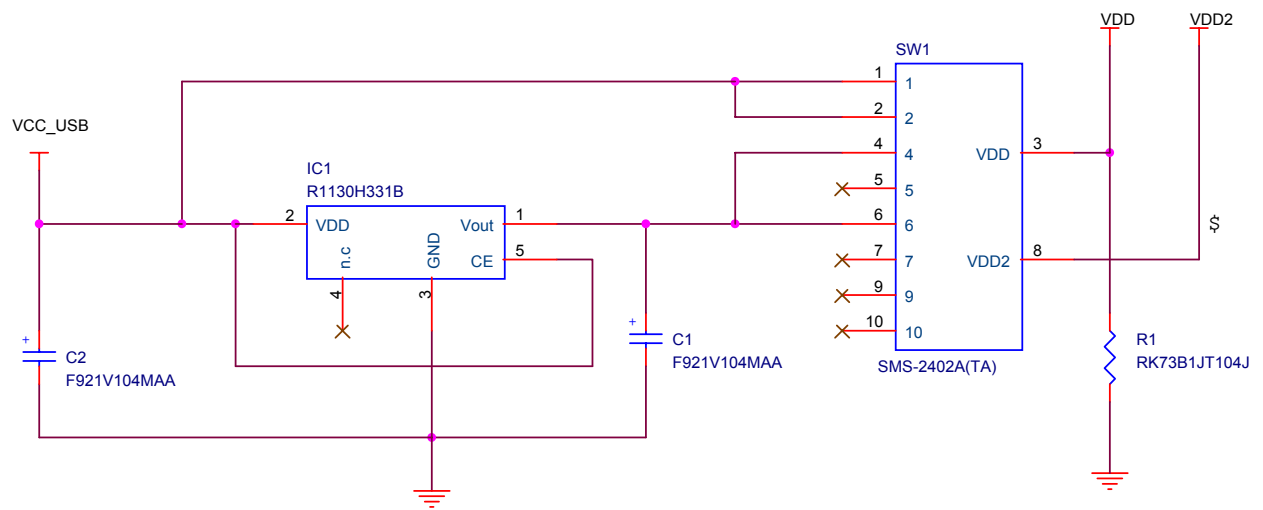 VDD
VDD2
SW1
1
1
2
2
VCC_USB
4
4
VDD
3
IC1
R1130H331B
5
5
2
VDD
Vout
1
6
6
$
n.c
GND
CE
5
7
7
VDD2
8
4
3
9
9
+
10
10
+
C1
F921V104MAA
R1
RK73B1JT104J
C2
F921V104MAA
SMS-2402A(TA)